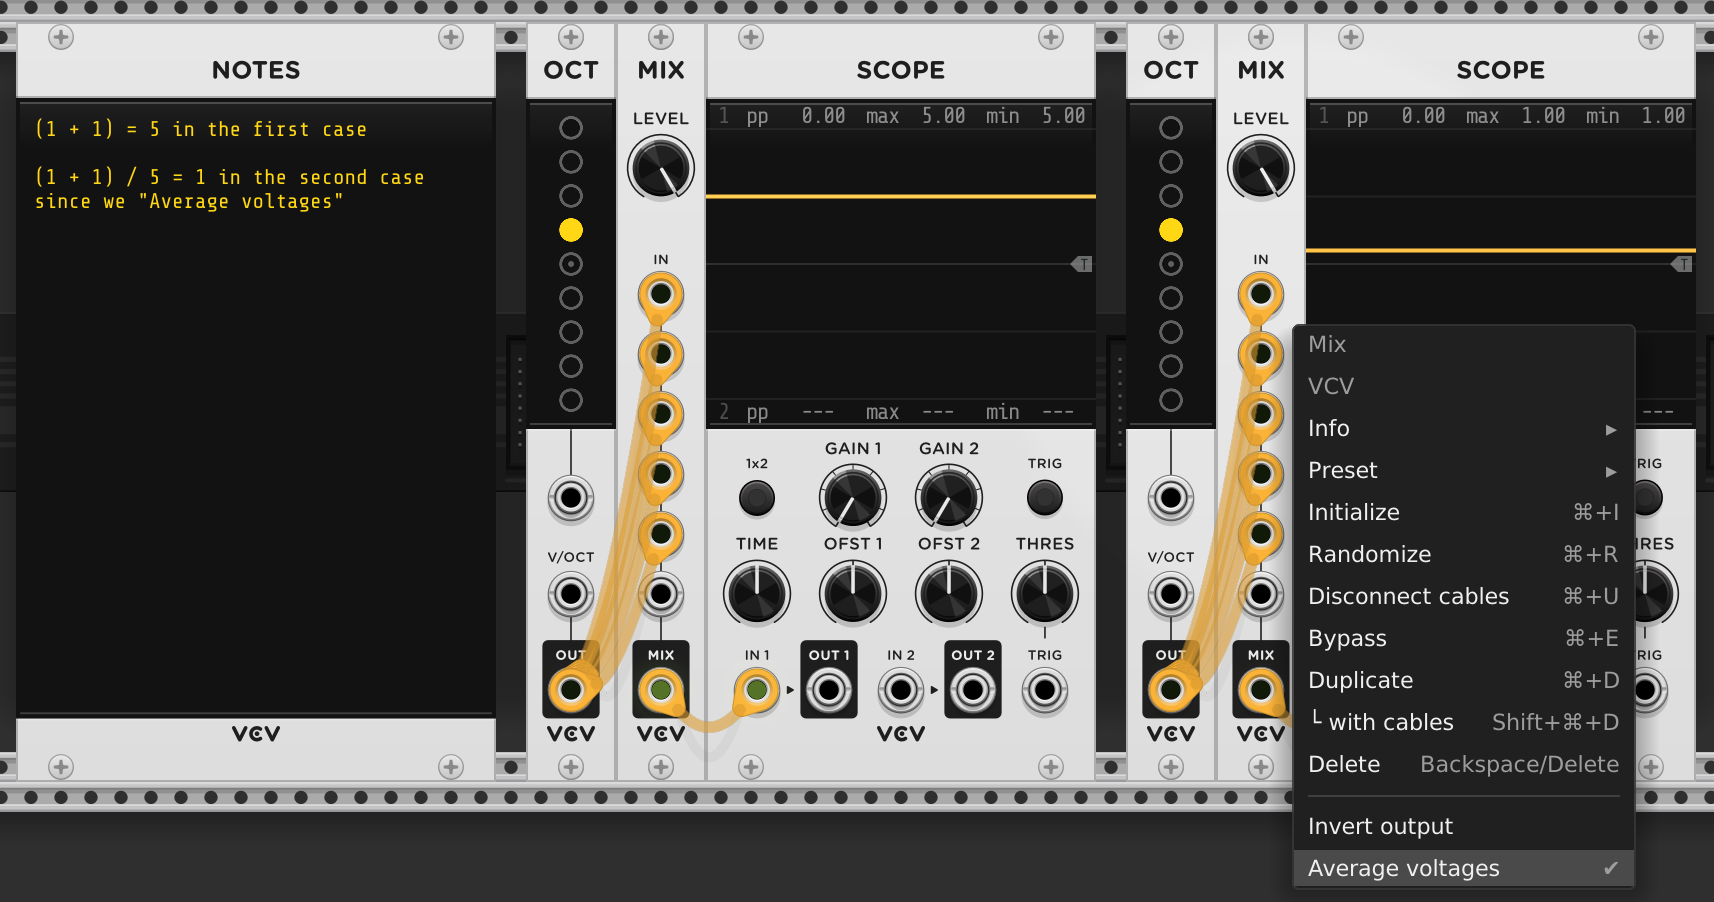 NOTES
(1 + 1) = 5 in the first case
(1 + 1) / 5 = 1 in the second case
since we "Average voltages"
VCV
OCT
V/OCT
OUT
VCV
MIX
LEVEL
IN
MIX
VCV
SCOPE
1 pp 0.00 max 5.00 min 5.00
T
2 pp --- max --- min ---
1x2 GAIN 1 GAIN 2 TRIG
TIME OFST 1 OFST 2 THRES
IN 1 OUT 1 IN 2 OUT 2 TRIG
VCV
OCT
V/OCT
OUT
VCV
MIX
LEVEL
IN
MIX
VCV
SCOPE
1 pp 0.00 max 1.00 min 1.00
T
---
RIG
RES
RIG
Mix
VCV
Info ▸
Preset ▸
Initialize ⌘+I
Randomize ⌘+R
Disconnect cables ⌘+U
Bypass ⌘+E
Duplicate ⌘+D
└ with cables Shift+⌘+D
Delete Backspace/Delete
Invert output
Average voltages ✔